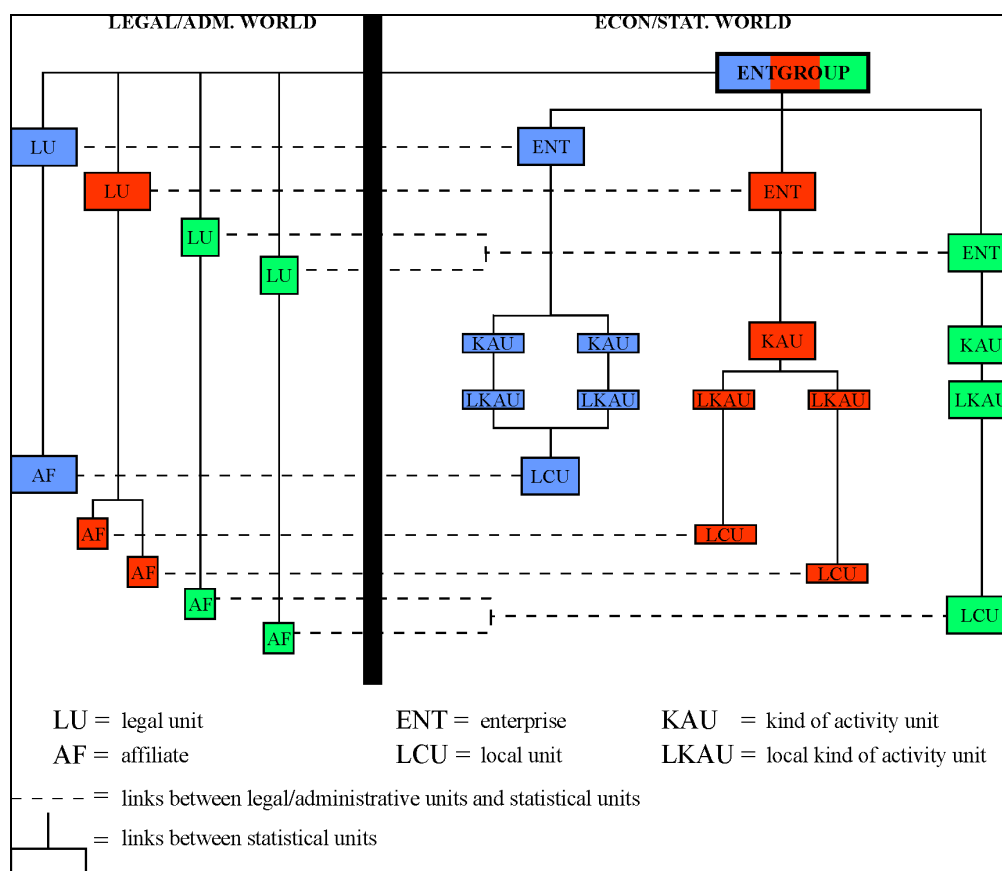 LEGAL/ADM. WORLD ECON/STAT. WORLD
ENTGROUP
LU ENT
LU ENT
LU
ENT
LU
KAU KAU KAU KAU
LKAU LKAU LKAU LKAU LKAU
AF LCU
AF LCU
AF LCU
AF LCU
AF
LU = legal unit ENT = enterprise KAU = kind of activity unit
AF = affiliate LCU = local unit LKAU = local kind of activity unit
= links between legal/administrative units and statistical units
= links between statistical units